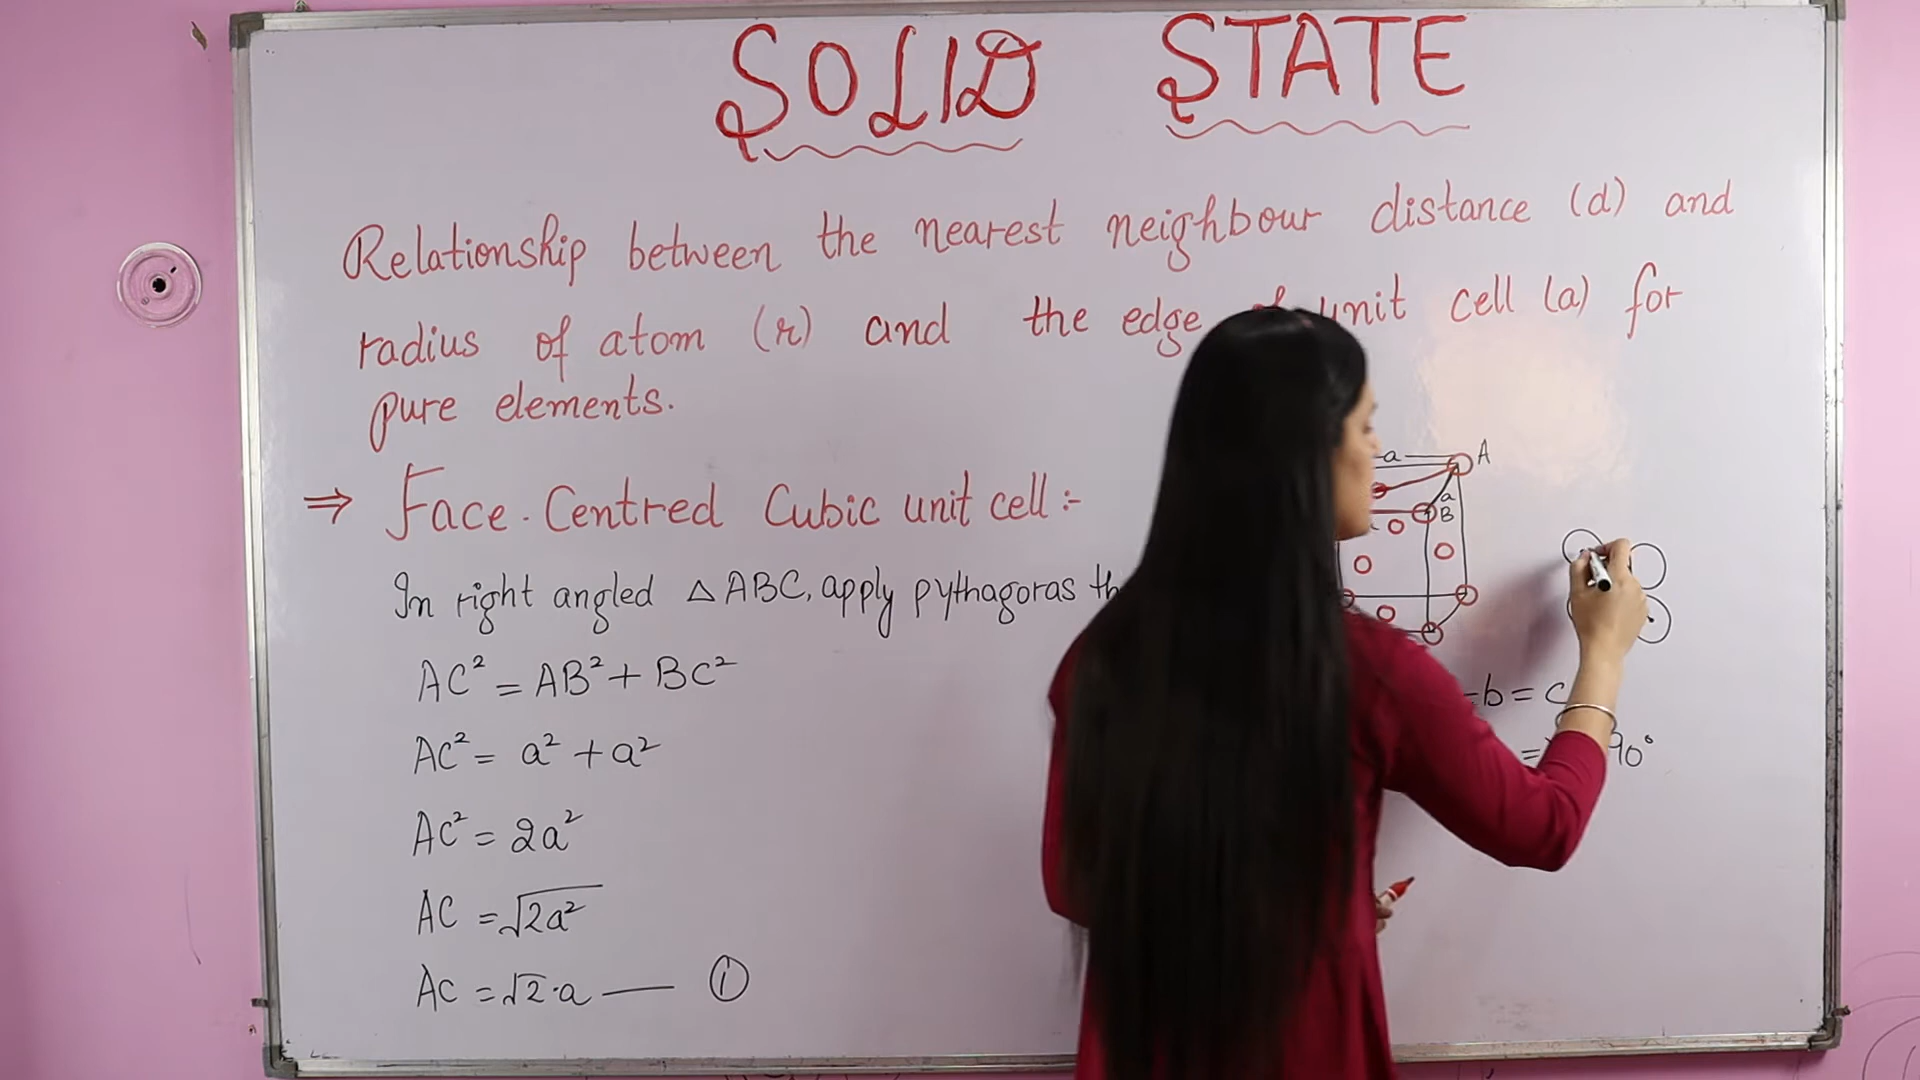 SOLID STATE
Relationship between the nearest neighbour distance (d) and
radius of atom (r) and the edge unit cell (a) for
pure elements.
⇒ Face-Centred Cubic unit cell :-
In right angled △ABC, apply pythagoras
AC² = AB² + BC²
AC² = a² + a²
AC² = 2a²
AC = √2a²
AC = √2·a —— ①
a A
a
B
=b=c
= 90°